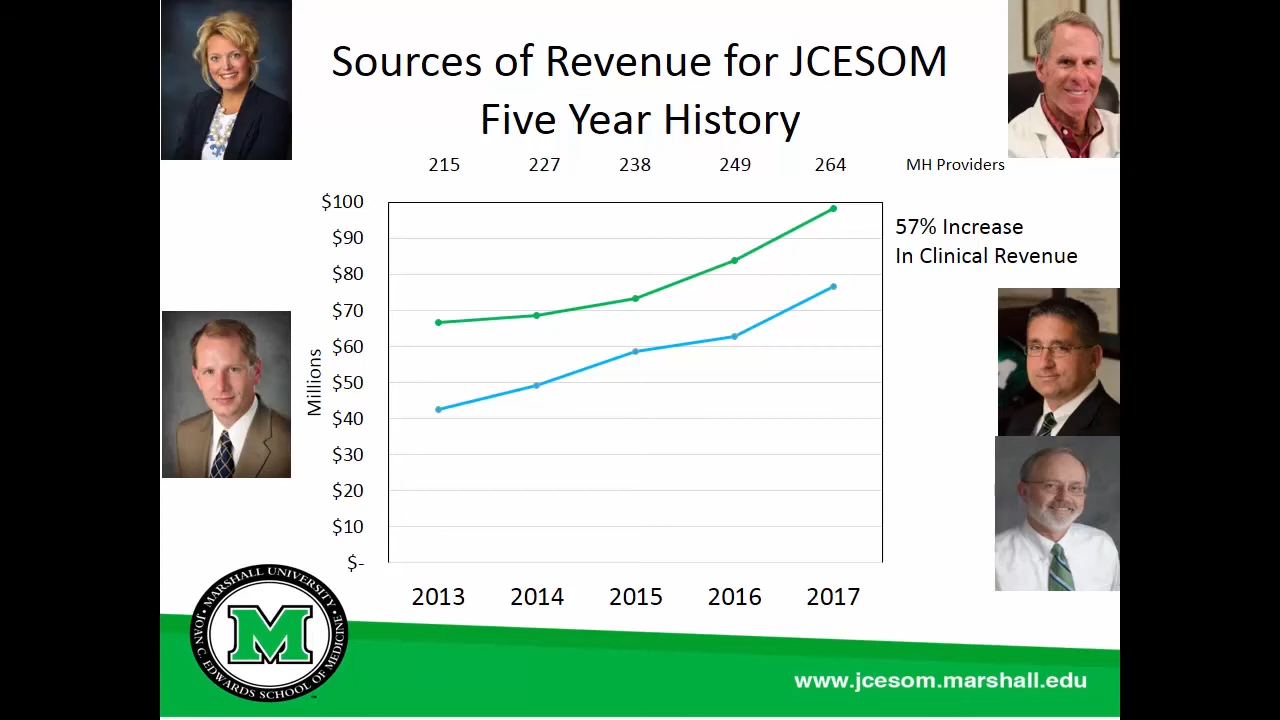 Sources of Revenue for JCESOM
Five Year History
215 227 238 249 264 MH Providers
$100
$90
$80
$70
$60
$50
$40
$30
$20
$10
$-
Millions
57% Increase
In Clinical Revenue
2013 2014 2015 2016 2017
MARSHALL UNIVERSITY
JOAN C. EDWARDS SCHOOL OF MEDICINE
M
www.jcesom.marshall.edu